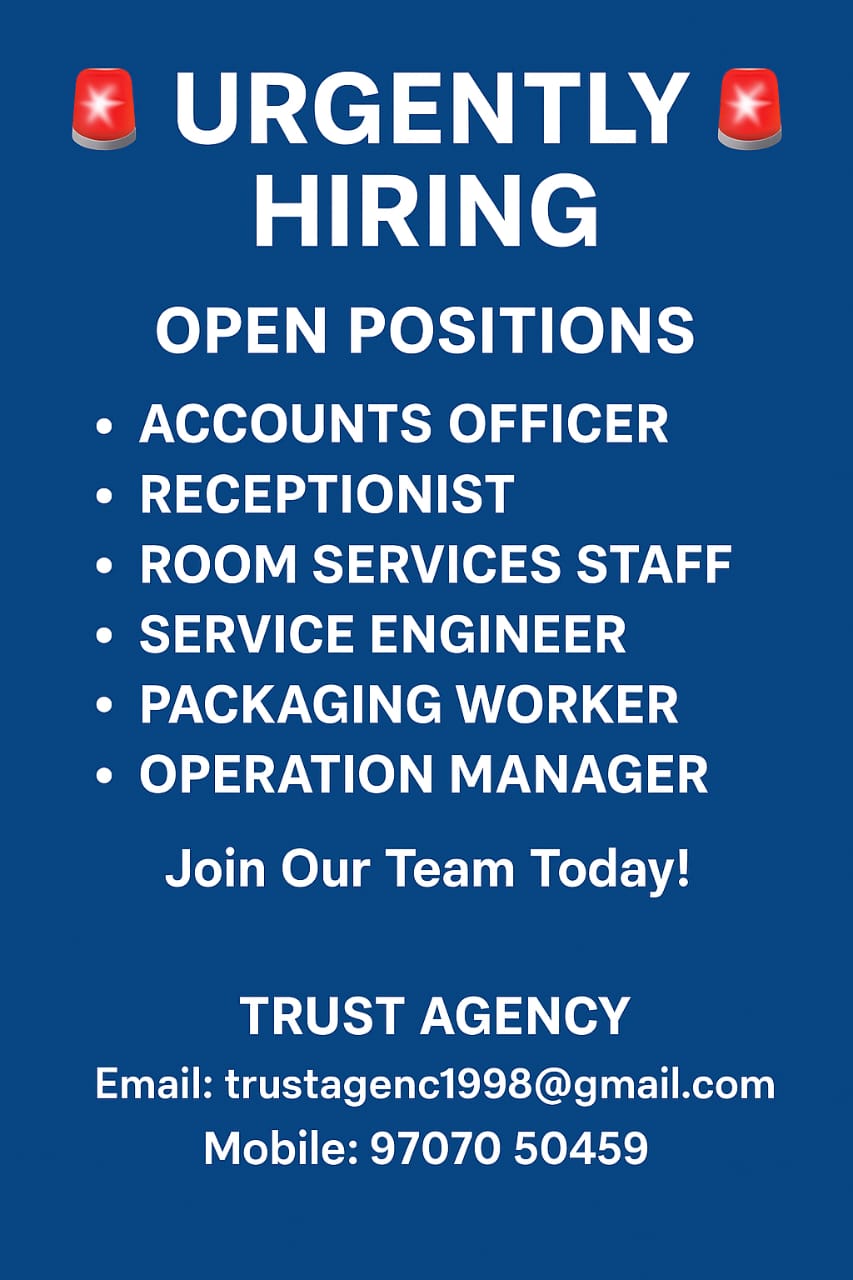 🚨 URGENTLY 🚨
HIRING
OPEN POSITIONS
• ACCOUNTS OFFICER
• RECEPTIONIST
• ROOM SERVICES STAFF
• SERVICE ENGINEER
• PACKAGING WORKER
• OPERATION MANAGER
Join Our Team Today!
TRUST AGENCY
Email: trustagenc1998@gmail.com
Mobile: 97070 50459